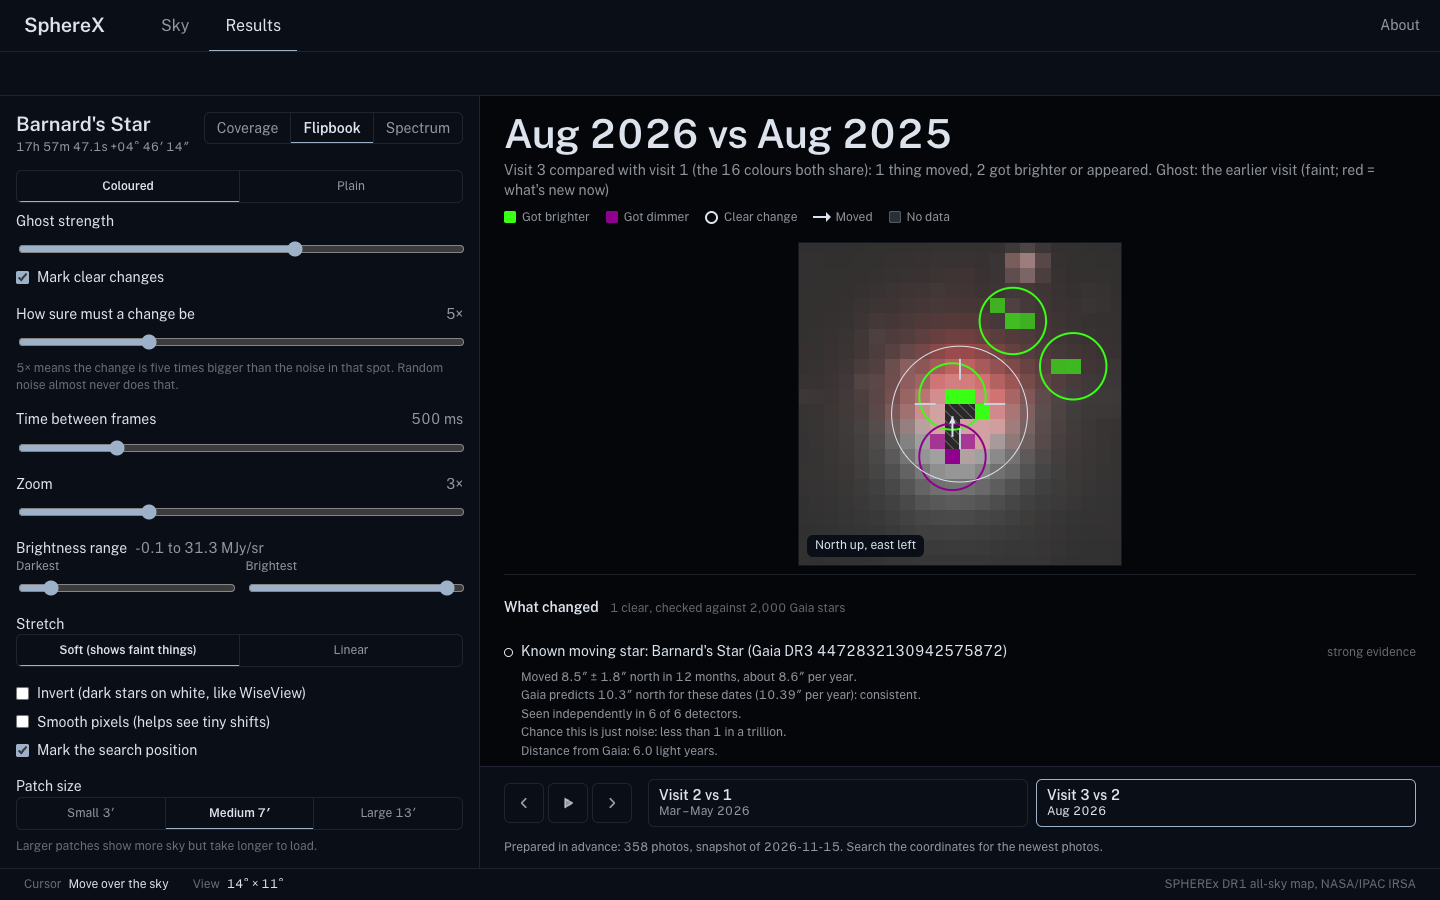 SphereX
Sky
Results
About
Barnard's Star
17h 57m 47.1s +04° 46′ 14″
Coverage
Flipbook
Spectrum
Coloured
Plain
Ghost strength
Mark clear changes
How sure must a change be
5×
5× means the change is five times bigger than the noise in that spot. Random
noise almost never does that.
Time between frames
500 ms
Zoom
3×
Brightness range -0.1 to 31.3 MJy/sr
Darkest
Brightest
Stretch
Soft (shows faint things)
Linear
Invert (dark stars on white, like WiseView)
Smooth pixels (helps see tiny shifts)
Mark the search position
Patch size
Small 3′
Medium 7′
Large 13′
Larger patches show more sky but take longer to load.
Aug 2026 vs Aug 2025
Visit 3 compared with visit 1 (the 16 colours both share): 1 thing moved, 2 got brighter or appeared. Ghost: the earlier visit (faint; red =
what's new now)
Got brighter
Got dimmer
Clear change
Moved
No data
North up, east left
What changed
1 clear, checked against 2,000 Gaia stars
Known moving star: Barnard's Star (Gaia DR3 4472832130942575872)
strong evidence
Moved 8.5″ ± 1.8″ north in 12 months, about 8.6″ per year.
Gaia predicts 10.3″ north for these dates (10.39″ per year): consistent.
Seen independently in 6 of 6 detectors.
Chance this is just noise: less than 1 in a trillion.
Distance from Gaia: 6.0 light years.
Visit 2 vs 1
Mar–May 2026
Visit 3 vs 2
Aug 2026
Prepared in advance: 358 photos, snapshot of 2026-11-15. Search the coordinates for the newest photos.
Cursor Move over the sky
View 14° × 11°
SPHEREx DR1 all-sky map, NASA/IPAC IRSA